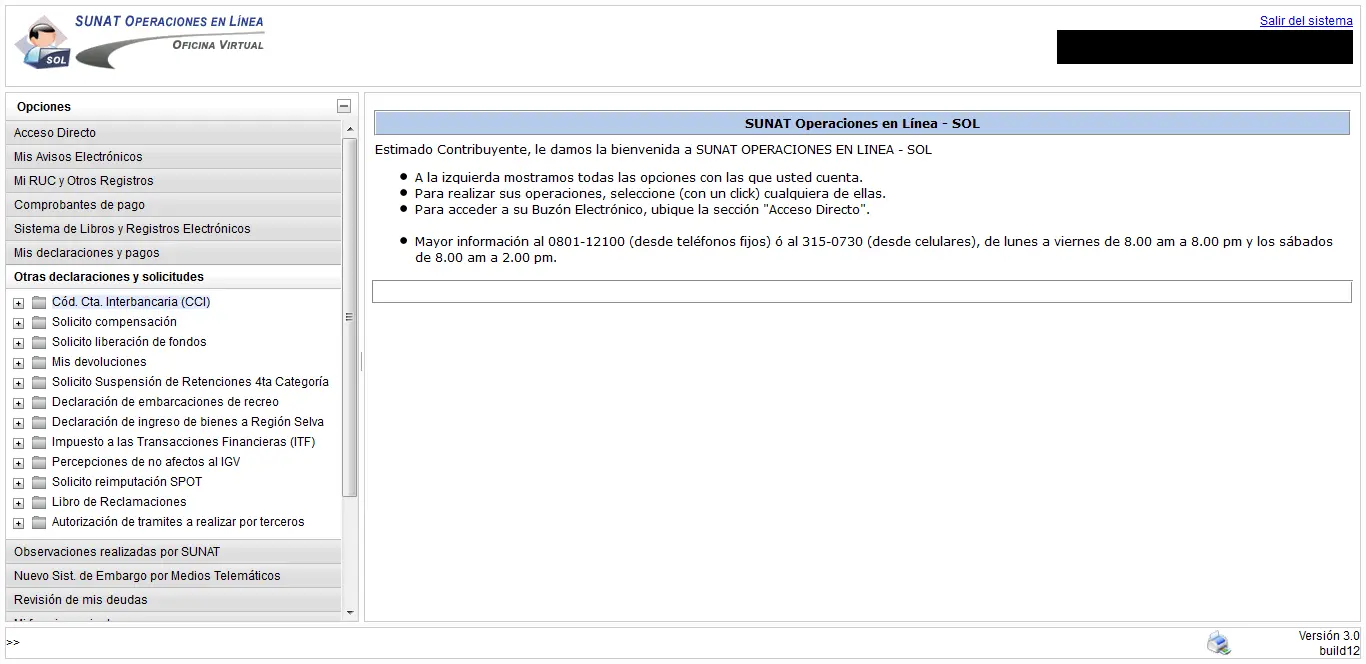 SUNAT OPERACIONES EN LÍNEA
OFICINA VIRTUAL
SOL
Salir del sistema
Opciones
Acceso Directo
Mis Avisos Electrónicos
Mi RUC y Otros Registros
Comprobantes de pago
Sistema de Libros y Registros Electrónicos
Mis declaraciones y pagos
Otras declaraciones y solicitudes
Cód. Cta. Interbancaria (CCI)
Solicito compensación
Solicito liberación de fondos
Mis devoluciones
Solicito Suspensión de Retenciones 4ta Categoría
Declaración de embarcaciones de recreo
Declaración de ingreso de bienes a Región Selva
Impuesto a las Transacciones Financieras (ITF)
Percepciones de no afectos al IGV
Solicito reimputación SPOT
Libro de Reclamaciones
Autorización de tramites a realizar por terceros
Observaciones realizadas por SUNAT
Nuevo Sist. de Embargo por Medios Telemáticos
Revisión de mis deudas
SUNAT Operaciones en Línea - SOL
Estimado Contribuyente, le damos la bienvenida a SUNAT OPERACIONES EN LINEA - SOL
A la izquierda mostramos todas las opciones con las que usted cuenta.
Para realizar sus operaciones, seleccione (con un click) cualquiera de ellas.
Para acceder a su Buzón Electrónico, ubique la sección "Acceso Directo".
Mayor información al 0801-12100 (desde teléfonos fijos) ó al 315-0730 (desde celulares), de lunes a viernes de 8.00 am a 8.00 pm y los sábados
de 8.00 am a 2.00 pm.
>>
Versión 3.0
build12